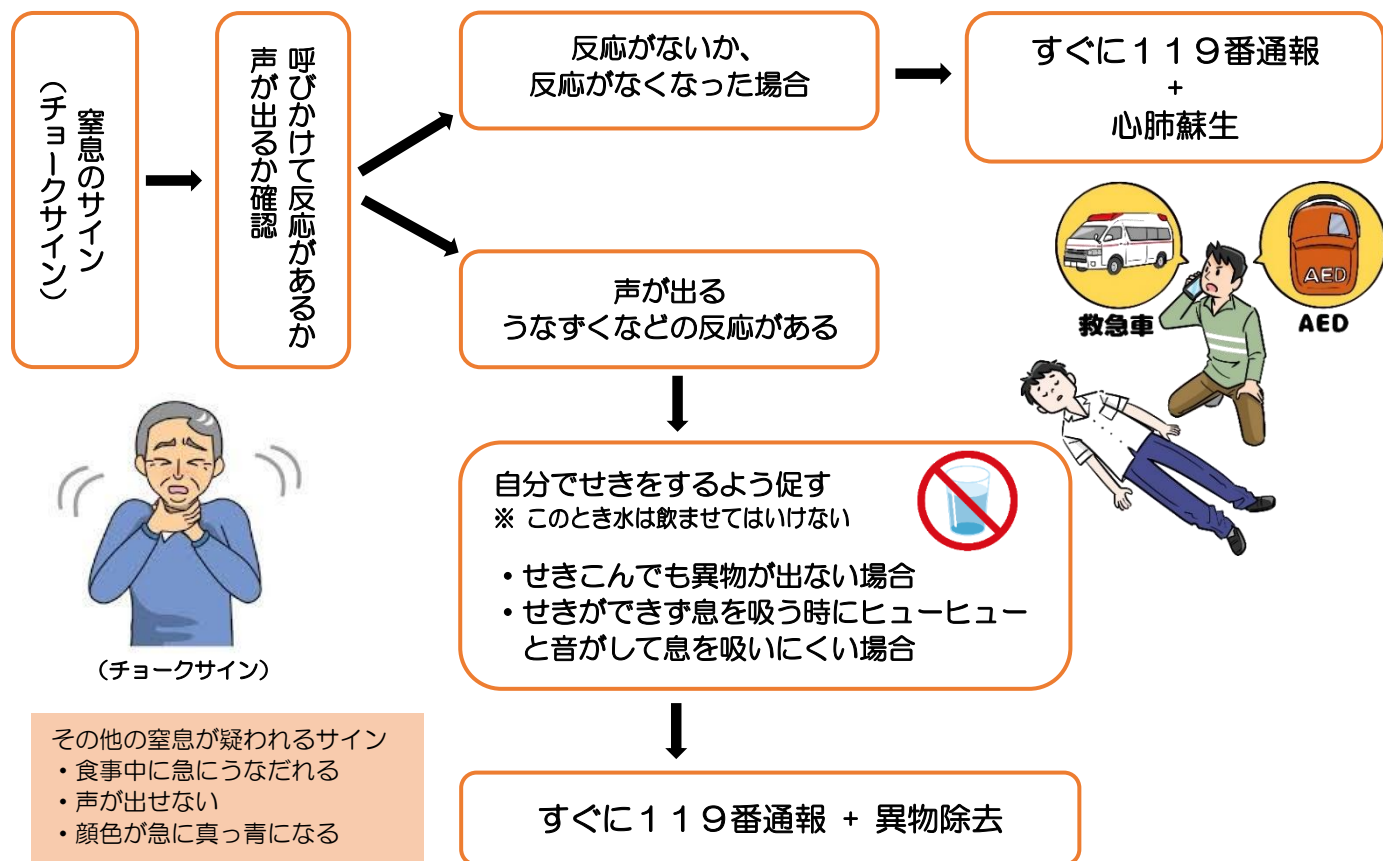 窒息のサイン
（チョークサイン）
呼びかけて反応があるか
声が出るか確認
反応がないか、
反応がなくなった場合
すぐに１１９番通報
+
心肺蘇生
救急車
AED
AED
声が出る
うなずくなどの反応がある
自分でせきをするよう促す
※ このとき水は飲ませてはいけない
・せきこんでも異物が出ない場合
・せきができず息を吸う時にヒューヒュー
と音がして息を吸いにくい場合
（チョークサイン）
その他の窒息が疑われるサイン
・食事中に急にうなだれる
・声が出せない
・顔色が急に真っ青になる
すぐに１１９番通報 + 異物除去